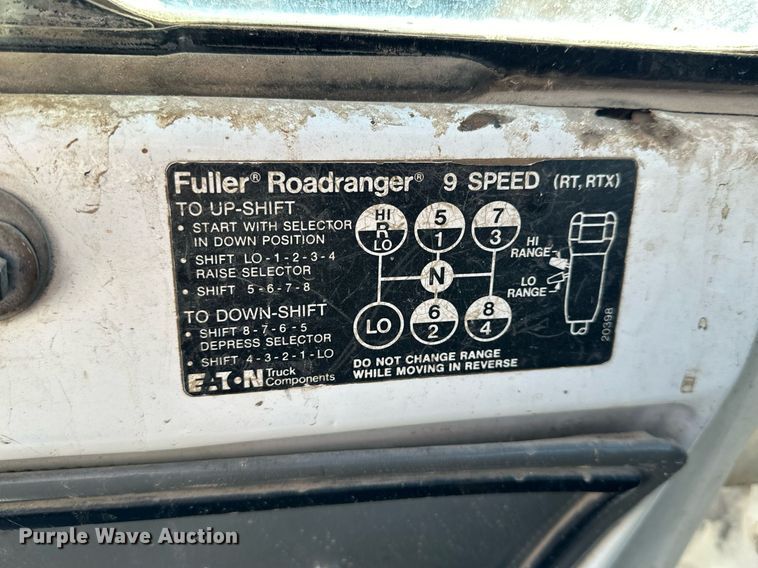 Fuller® Roadranger® 9 SPEED (RT, RTX)
TO UP-SHIFT
• START WITH SELECTOR
IN DOWN POSITION
• SHIFT LO-1-2-3-4
RAISE SELECTOR
• SHIFT 5-6-7-8
TO DOWN-SHIFT
• SHIFT 8-7-6-5
DEPRESS SELECTOR
• SHIFT 4-3-2-1-LO
EATON Truck
Components
HI
R
LO
5
1
7
3
N
LO
6
2
8
4
HI
RANGE
LO
RANGE
DO NOT CHANGE RANGE
WHILE MOVING IN REVERSE
20398
Purple Wave Auction